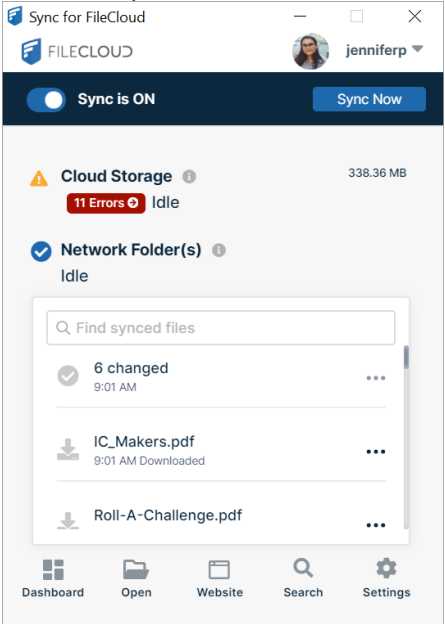 Sync for FileCloud
FILECLOUD
jenniferp
Sync is ON
Sync Now
Cloud Storage
338.36 MB
11 Errors
Idle
Network Folder(s)
Idle
Find synced files
6 changed
9:01 AM
IC_Makers.pdf
9:01 AM Downloaded
Roll-A-Challenge.pdf
Dashboard
Open
Website
Search
Settings